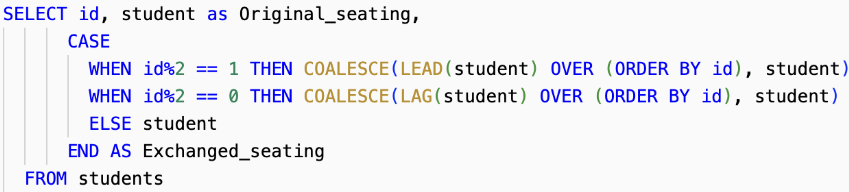 SELECT id, student as Original_seating,
CASE
WHEN id%2 == 1 THEN COALESCE(LEAD(student) OVER (ORDER BY id), student)
WHEN id%2 == 0 THEN COALESCE(LAG(student) OVER (ORDER BY id), student)
ELSE student
END AS Exchanged_seating
FROM students